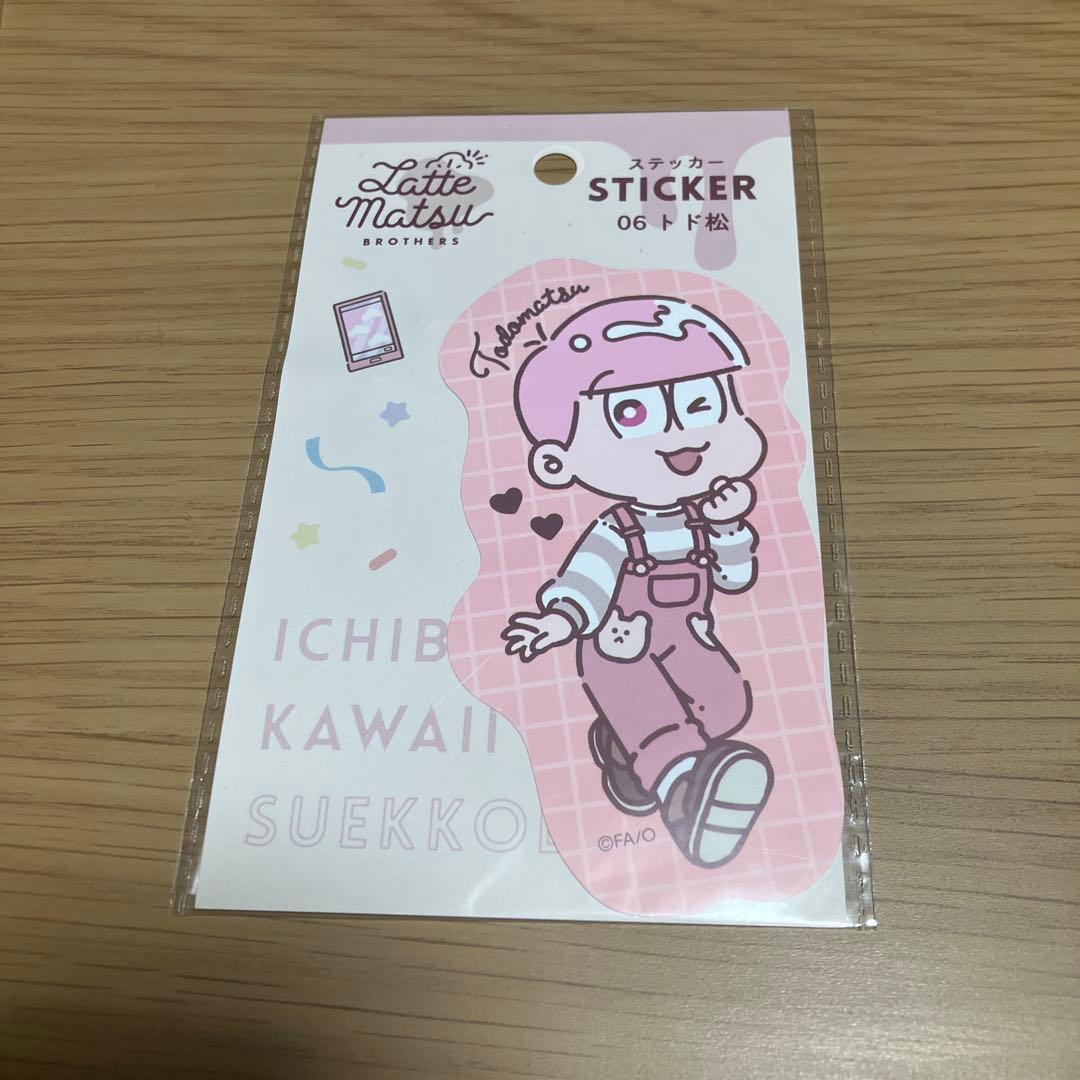 Latte
Matsu
BROTHERS
ステッカー
STICKER
06 トド松
Todomatsu
ICHIB
KAWAII
SUEKKO
©FA/O